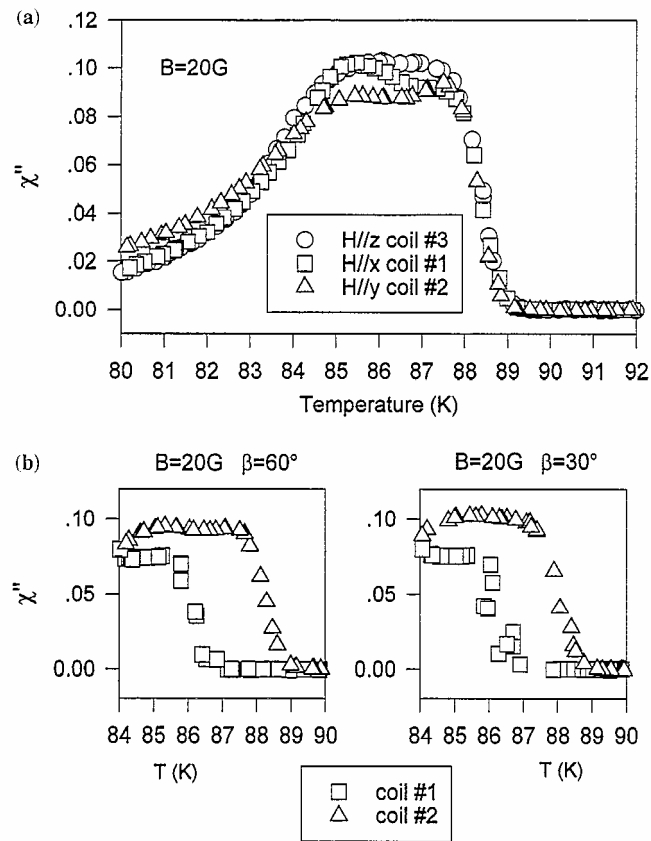 (a)
.12
.10
.08
.06
.04
.02
0.00
χ"
B=20G
H//z coil #3
H//x coil #1
H//y coil #2
80 81 82 83 84 85 86 87 88 89 90 91 92
Temperature (K)
(b)
B=20G β=60°
B=20G β=30°
.10
.05
0.00
χ"
84 85 86 87 88 89 90
T (K)
.10
.05
0.00
84 85 86 87 88 89 90
T (K)
coil #1
coil #2